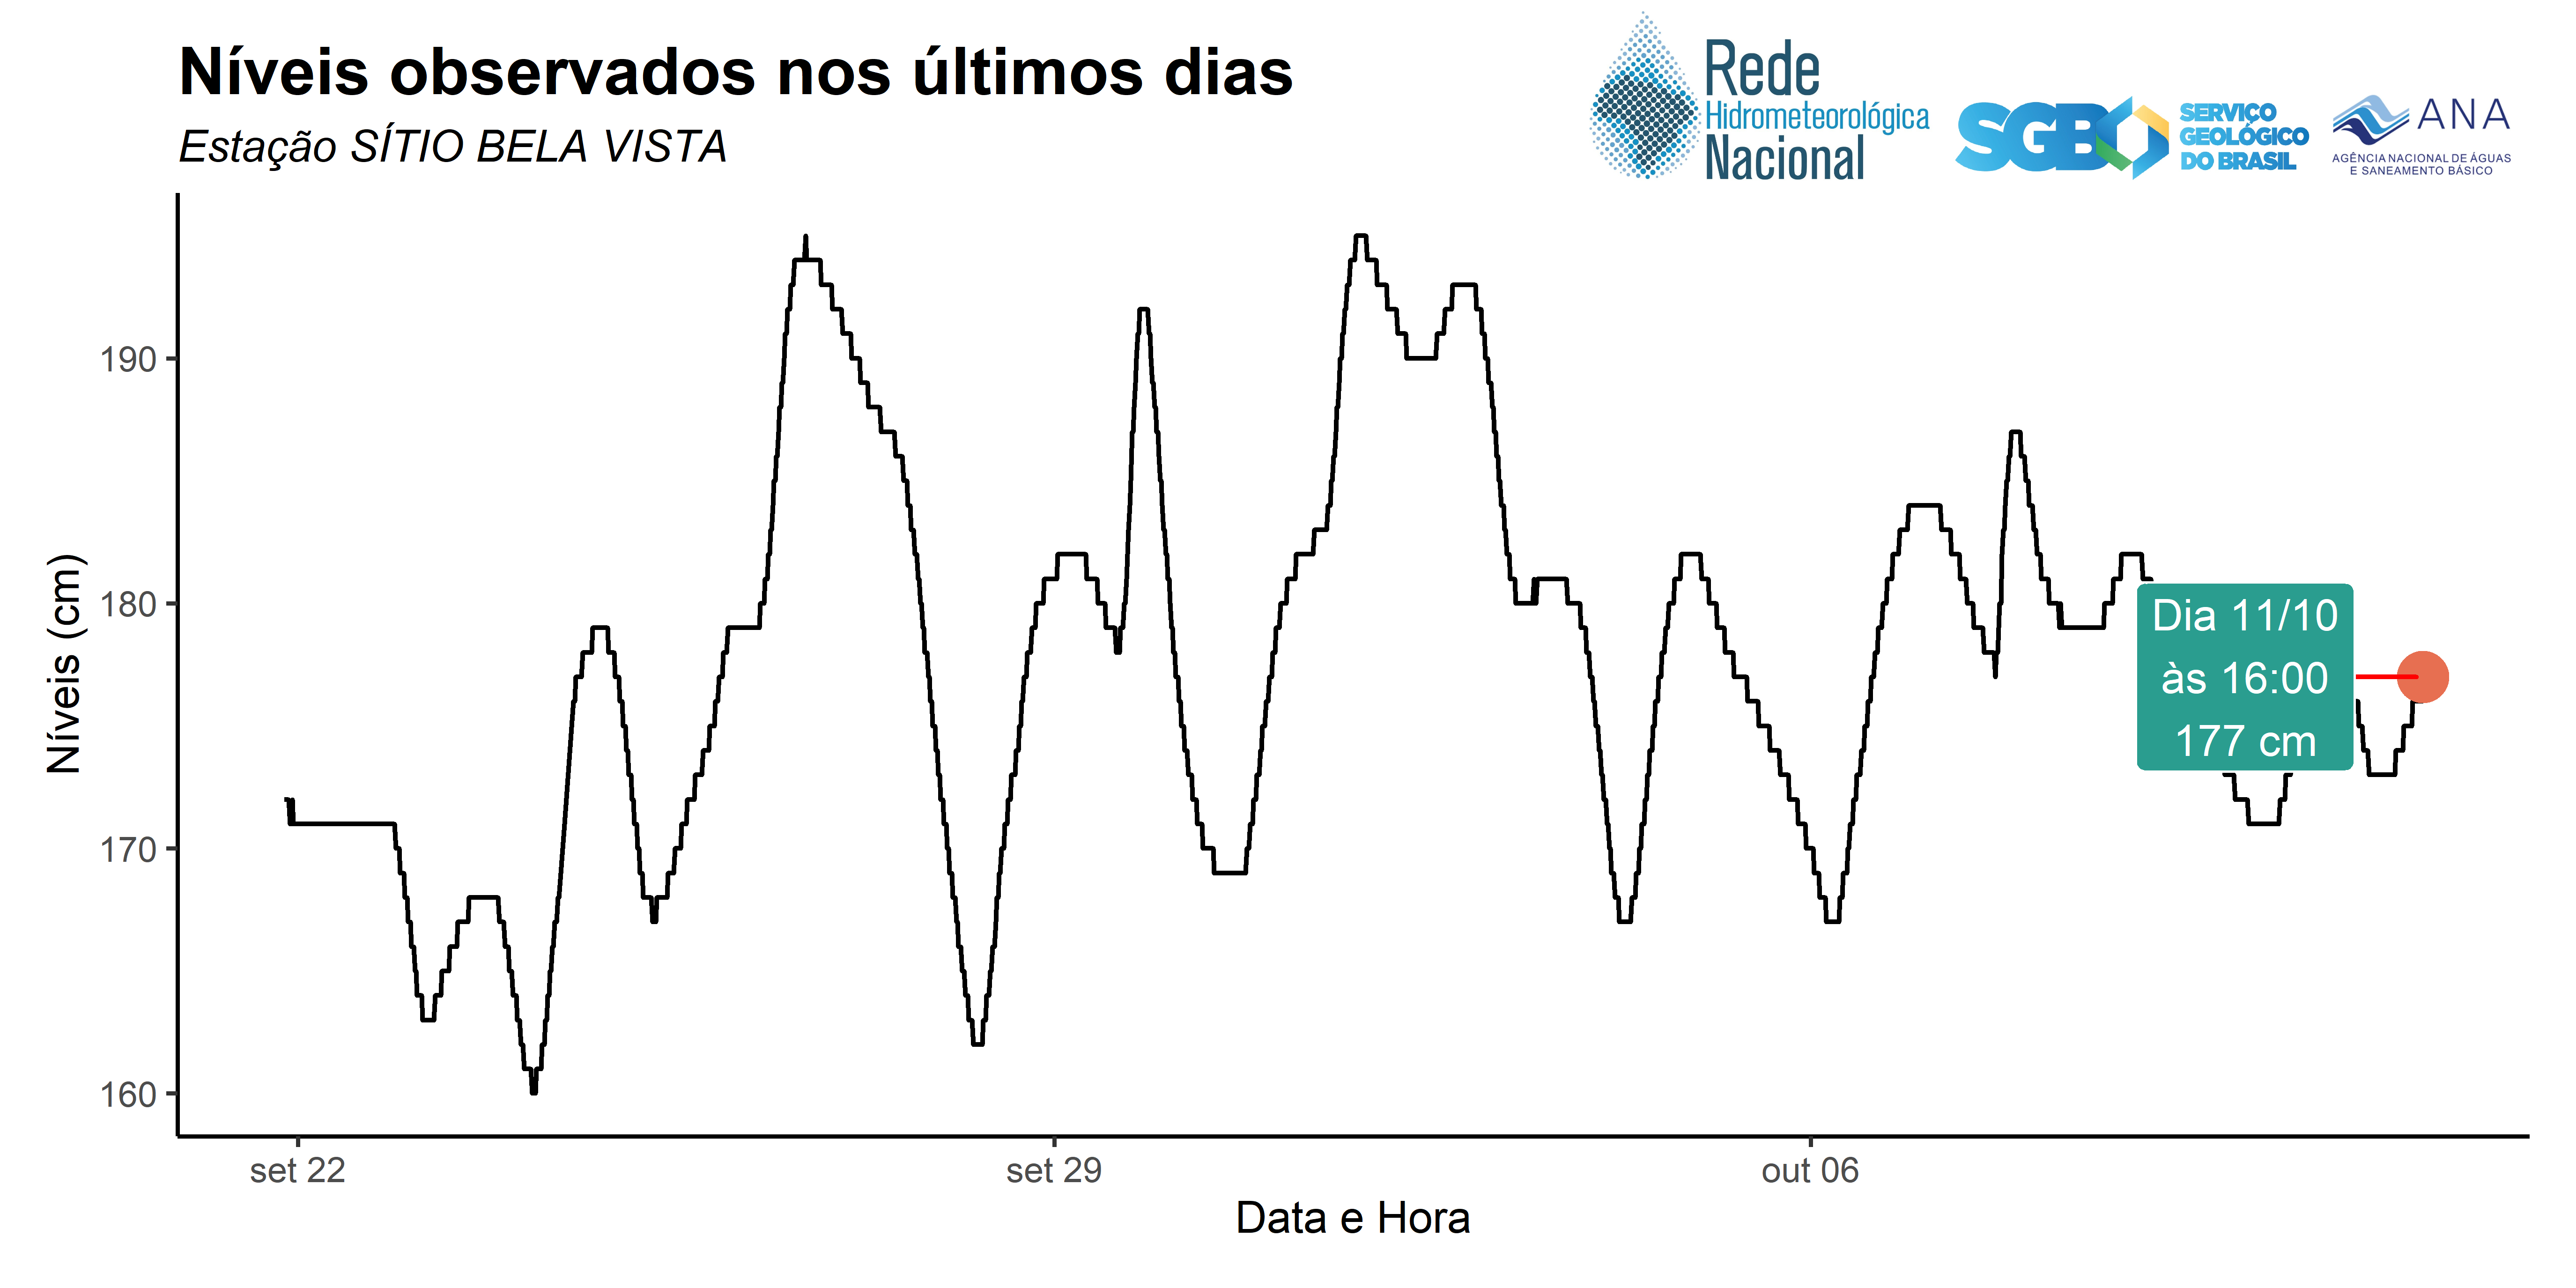 Níveis observados nos últimos dias
Estação SÍTIO BELA VISTA
Rede
Hidrometeorológica
Nacional
SGB
SERVIÇO
GEOLÓGICO
DO BRASIL
ANA
AGÊNCIA NACIONAL DE ÁGUAS
E SANEAMENTO BÁSICO
Níveis (cm)
190
180
170
160
Dia 11/10
às 16:00
177 cm
set 22
set 29
out 06
Data e Hora